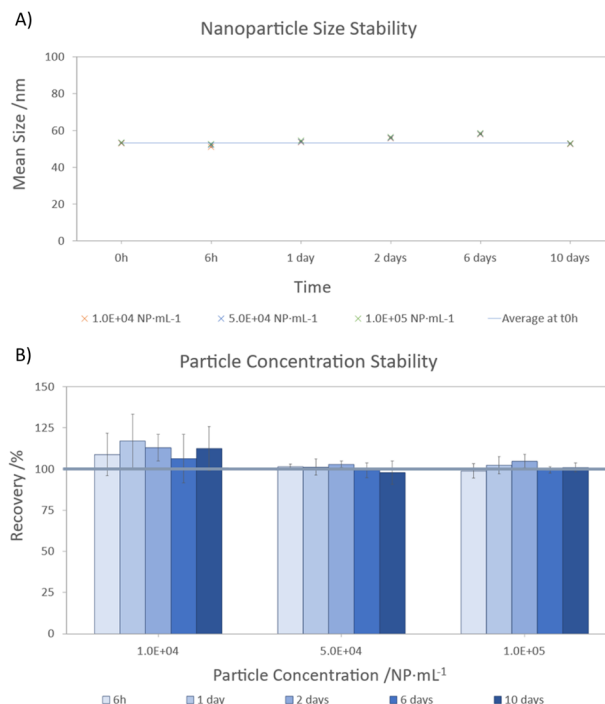 A)
Nanoparticle Size Stability
Mean Size /nm
100
80
60
40
20
0
0h 6h 1 day 2 days 6 days 10 days
Time
1.0E+04 NP·mL-1 5.0E+04 NP·mL-1 1.0E+05 NP·mL-1 Average at t0h
B)
Particle Concentration Stability
Recovery /%
150
125
100
75
50
25
0
1.0E+04 5.0E+04 1.0E+05
Particle Concentration /NP·mL⁻¹
6h 1 day 2 days 6 days 10 days